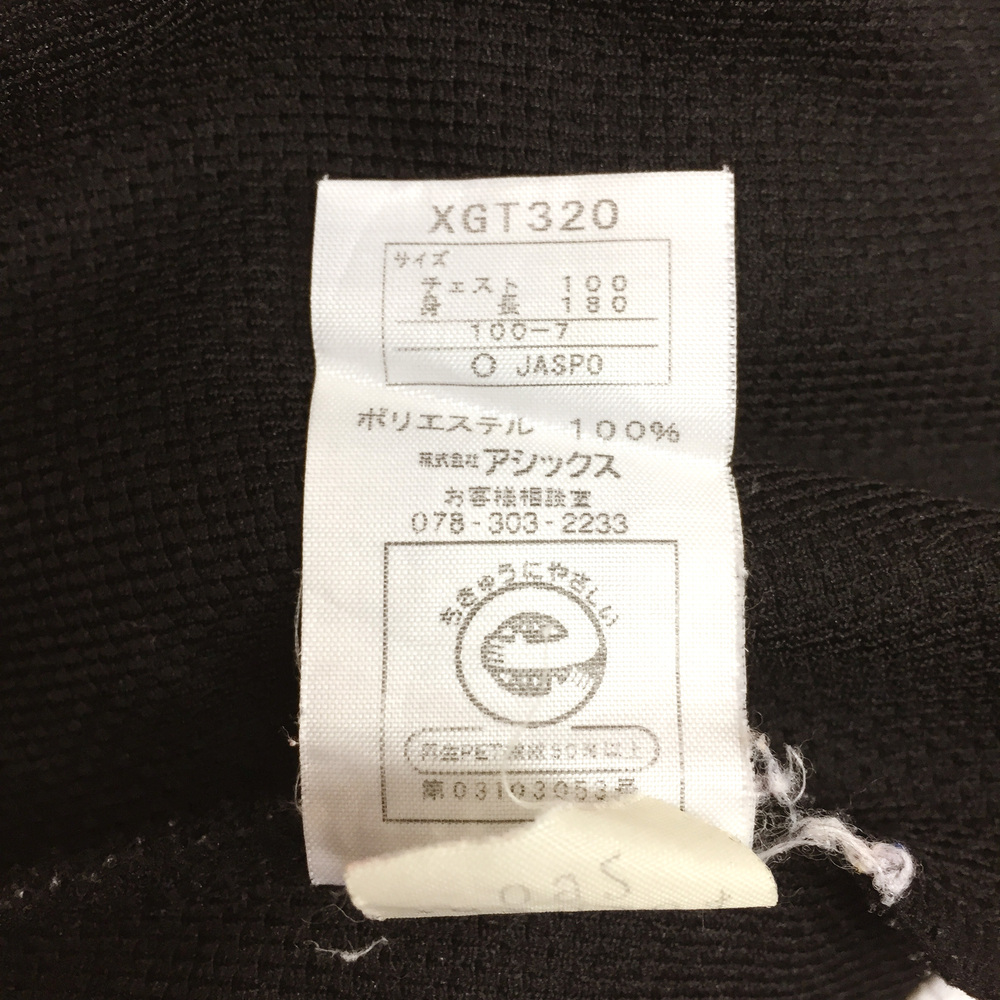 XGT320
サイズ
チェスト 100
身長 180
100-7
○ JASPO
ポリエステル 100%
株式会社アシックス
お客様相談室
078-303-2233
ちきゅうにやさしい
再生PET繊維50%以上
第03103053号